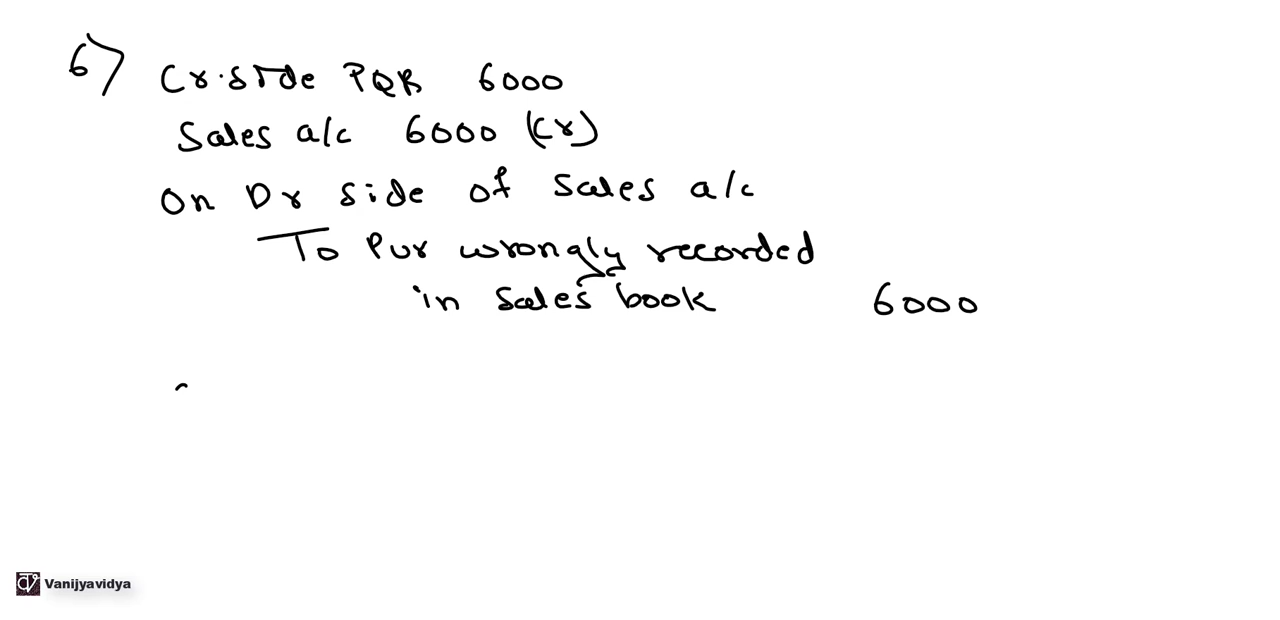 6) Cr. side PQR 6000
Sales a/c 6000 (Cr)
On Dr side of Sales a/c
To Pur wrongly recorded
in Sales book 6000
Vanijyavidya